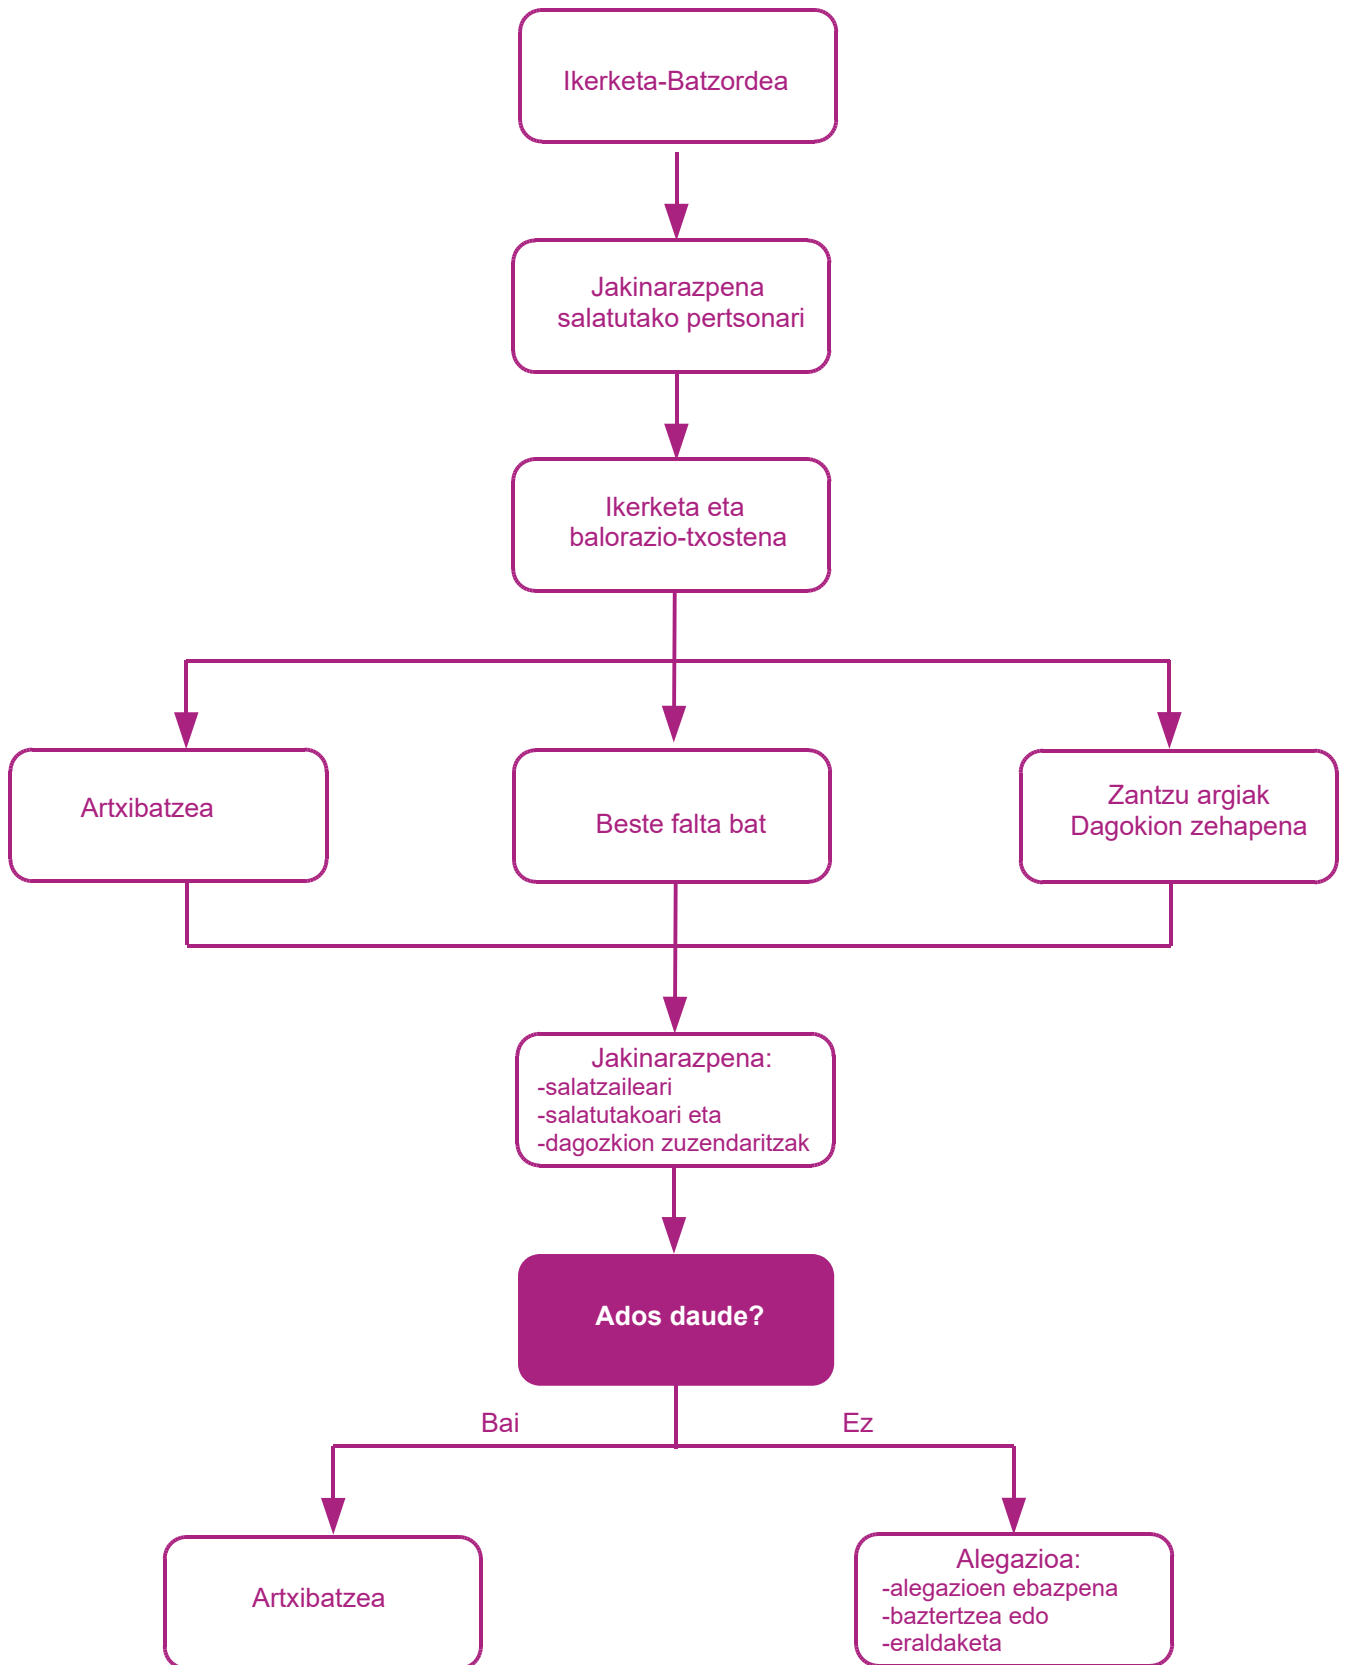 Ikerketa-Batzordea
Jakinarazpena
salatutako pertsonari
Ikerketa eta
balorazio-txostena
Artxibatzea
Beste falta bat
Zantzu argiak
Dagokion zehapena
Jakinarazpena:
-salatzaileari
-salatutakoari eta
-dagozkion zuzendaritzak
Ados daude?
Bai
Ez
Artxibatzea
Alegazioa:
-alegazioen ebazpena
-baztertzea edo
-eraldaketa